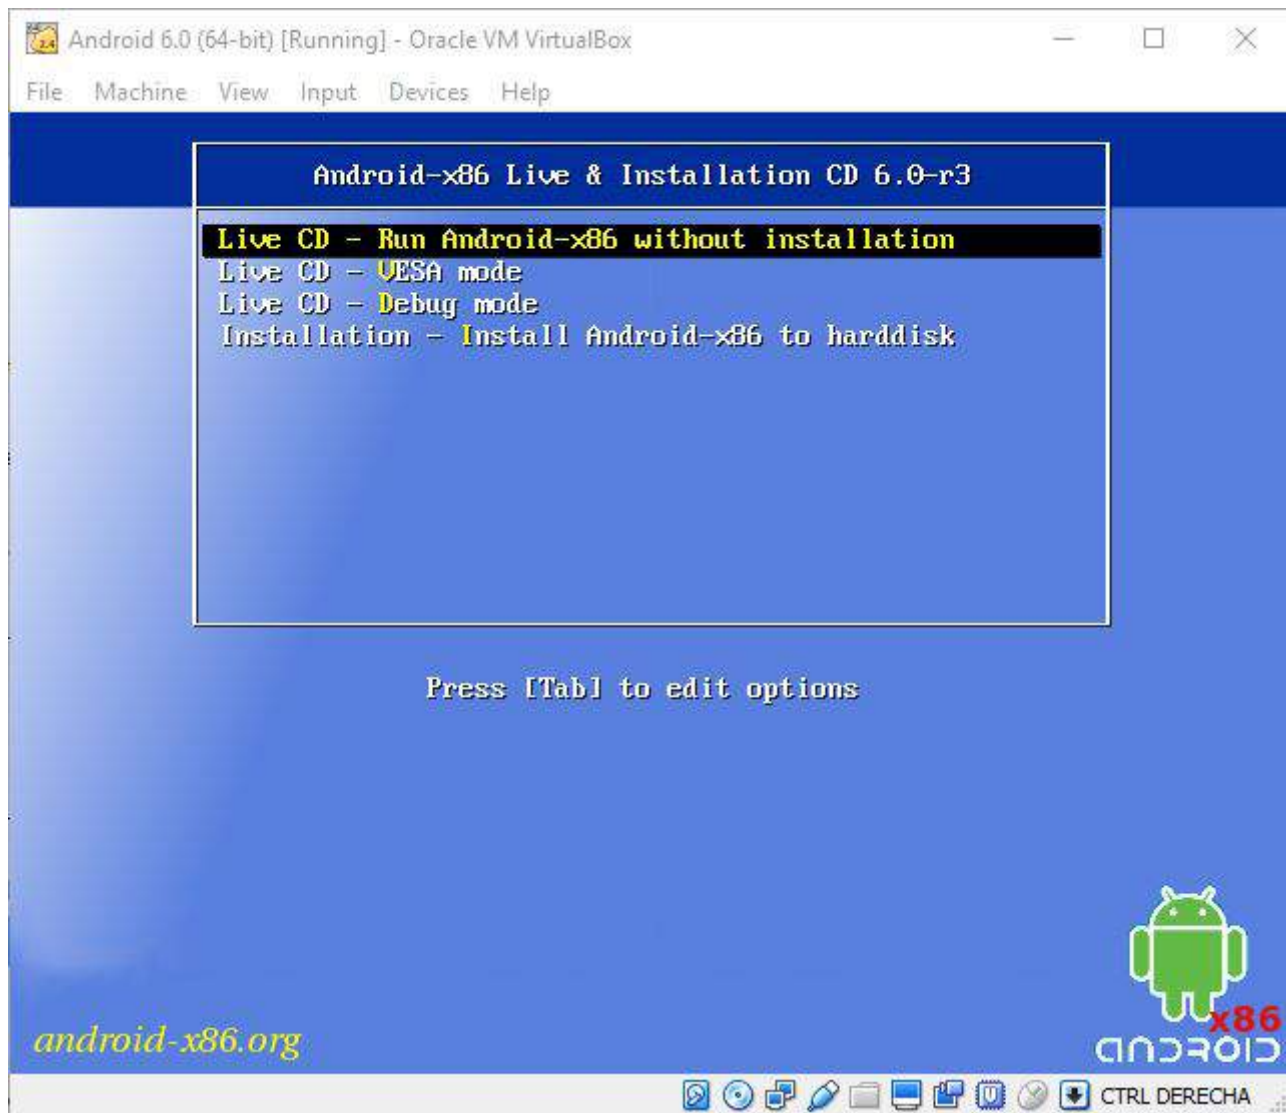 Android 6.0 (64-bit) [Running] - Oracle VM VirtualBox
File Machine View Input Devices Help
Android-x86 Live & Installation CD 6.0-r3
Live CD - Run Android-x86 without installation
Live CD - VESA mode
Live CD - Debug mode
Installation - Install Android-x86 to harddisk
Press [Tab] to edit options
x86
android-x86.org
ANDROID
CTRL DERECHA